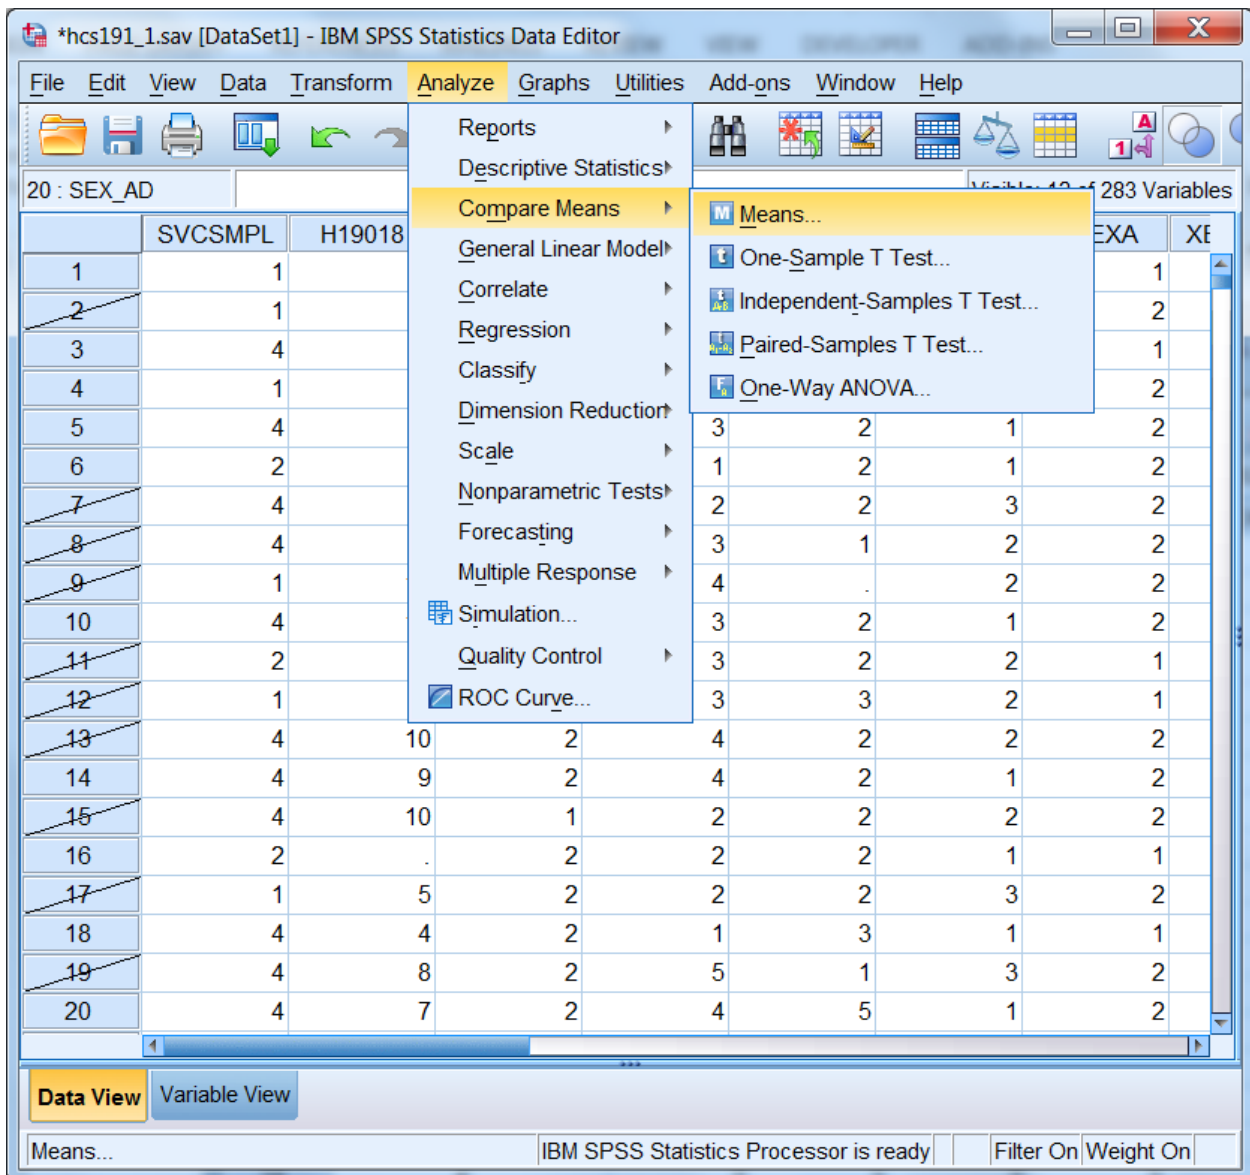 *hcs191_1.sav [DataSet1] - IBM SPSS Statistics Data Editor
File Edit View Data Transform Analyze Graphs Utilities Add-ons Window Help
20 : SEX_AD
283 Variables
Reports
Descriptive Statistics
Compare Means
General Linear Model
Correlate
Regression
Classify
Dimension Reduction
Scale
Nonparametric Tests
Forecasting
Multiple Response
Simulation...
Quality Control
ROC Curve...
Means...
One-Sample T Test...
Independent-Samples T Test...
Paired-Samples T Test...
One-Way ANOVA...
SVCSMPL H19018 EXA XE
1 1 1
2 1 2
3 4 1
4 1 2
5 4 3 2 1 2
6 2 1 2 1 2
7 4 2 2 3 2
8 4 3 1 2 2
9 1 4 . 2 2
10 4 3 2 1 2
11 2 3 2 2 1
12 1 3 3 2 1
13 4 10 2 4 2 2 2
14 4 9 2 4 2 1 2
15 4 10 1 2 2 2 2
16 2 . 2 2 2 1 1
17 1 5 2 2 2 3 2
18 4 4 2 1 3 1 1
19 4 8 2 5 1 3 2
20 4 7 2 4 5 1 2
Data View Variable View
Means... IBM SPSS Statistics Processor is ready Filter On Weight On